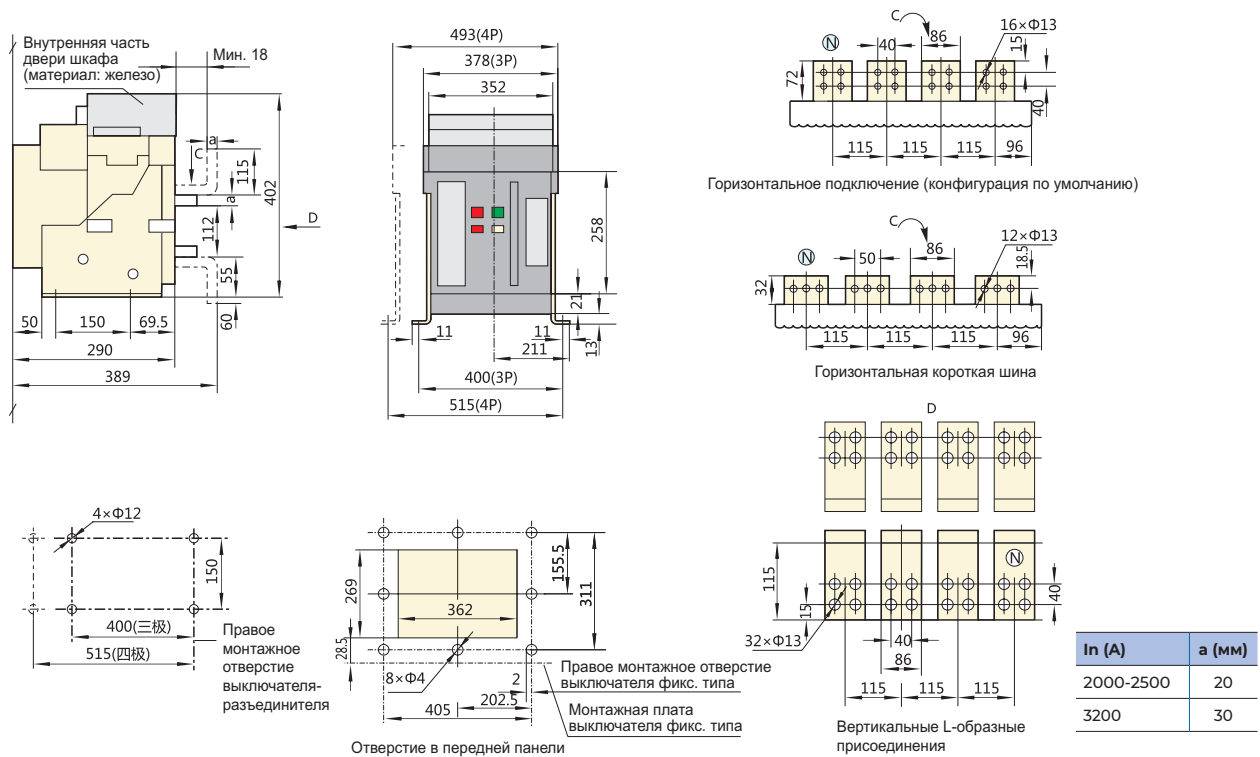 Внутренняя часть
двери шкафа
(материал: железо)
Мин. 18
a
C
115
402
a
D
112
55
60
50
150
69.5
290
389
493(4P)
378(3P)
352
258
21
11
11
13
211
400(3P)
515(4P)
C
16×Φ13
N
40
86
15
72
40
115
115
115
96
Горизонтальное подключение (конфигурация по умолчанию)
C
12×Φ13
N
50
86
18.5
32
115
115
115
96
Горизонтальная короткая шина
D
N
115
15
40
32×Φ13
40
86
115
115
115
Вертикальные L-образные
присоединения
4×Φ12
150
400(三极)
515(四极)
Правое
монтажное
отверстие
выключателя-
разъединителя
269
362
155.5
311
28.5
8×Φ4
2
202.5
405
Правое монтажное отверстие
выключателя фикс. типа
Монтажная плата
выключателя фикс. типа
Отверстие в передней панели
In (A) a (мм)
2000-2500 20
3200 30